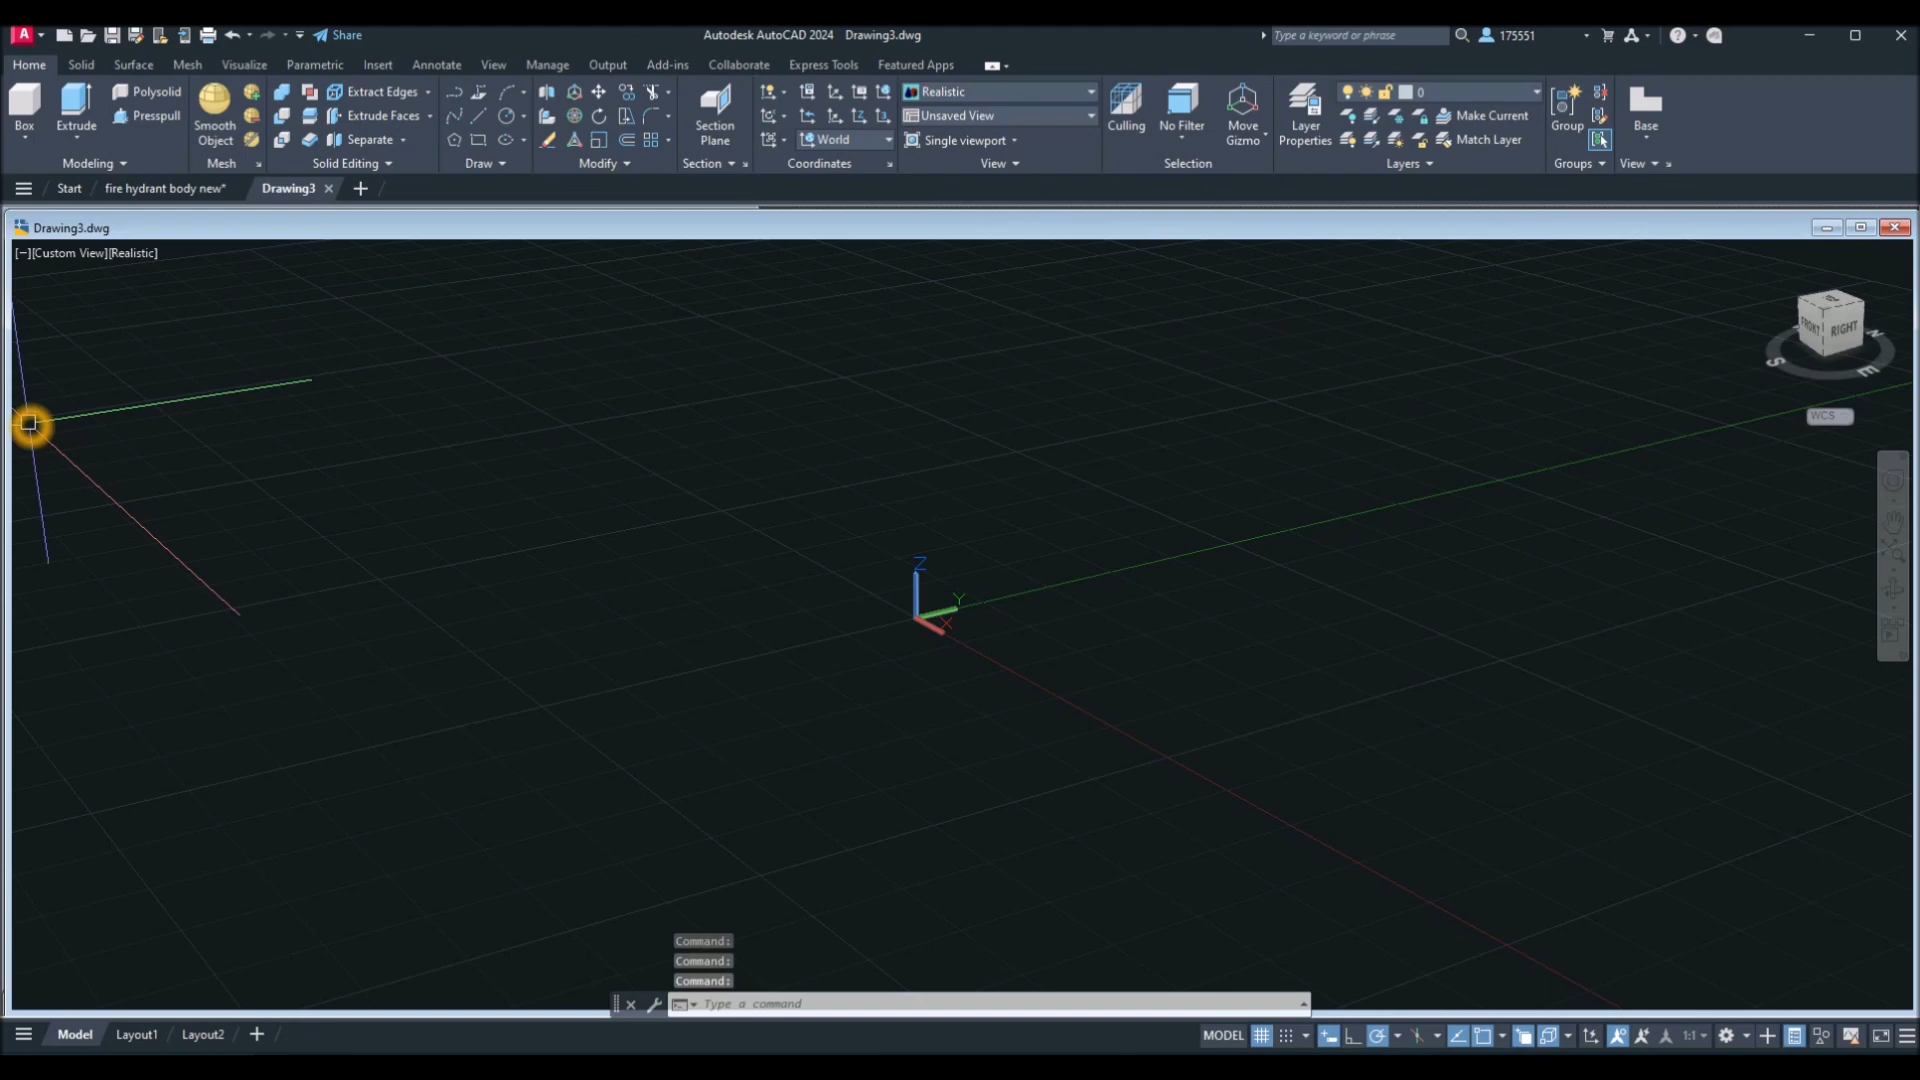 A Share Autodesk AutoCAD 2024 Drawing3.dwg Type a keyword or phrase 175551
Home Solid Surface Mesh Visualize Parametric Insert Annotate View Manage Output Add-ins Collaborate Express Tools Featured Apps
Polysolid Extract Edges Realistic 0
Presspull Extrude Faces Unsaved View Make Current
Box Extrude Smooth Object Separate Section Plane World Single viewport Culling No Filter Move Gizmo Layer Properties Match Layer Group Base
Modeling Mesh Solid Editing Draw Modify Section Coordinates View Selection Layers Groups View
Start fire hydrant body new* Drawing3
Drawing3.dwg
[−][Custom View][Realistic]
FRONT RIGHT
S E N
WCS
Z
Y
X
Command:
Command:
Command:
Type a command
Model Layout1 Layout2 MODEL 1:1